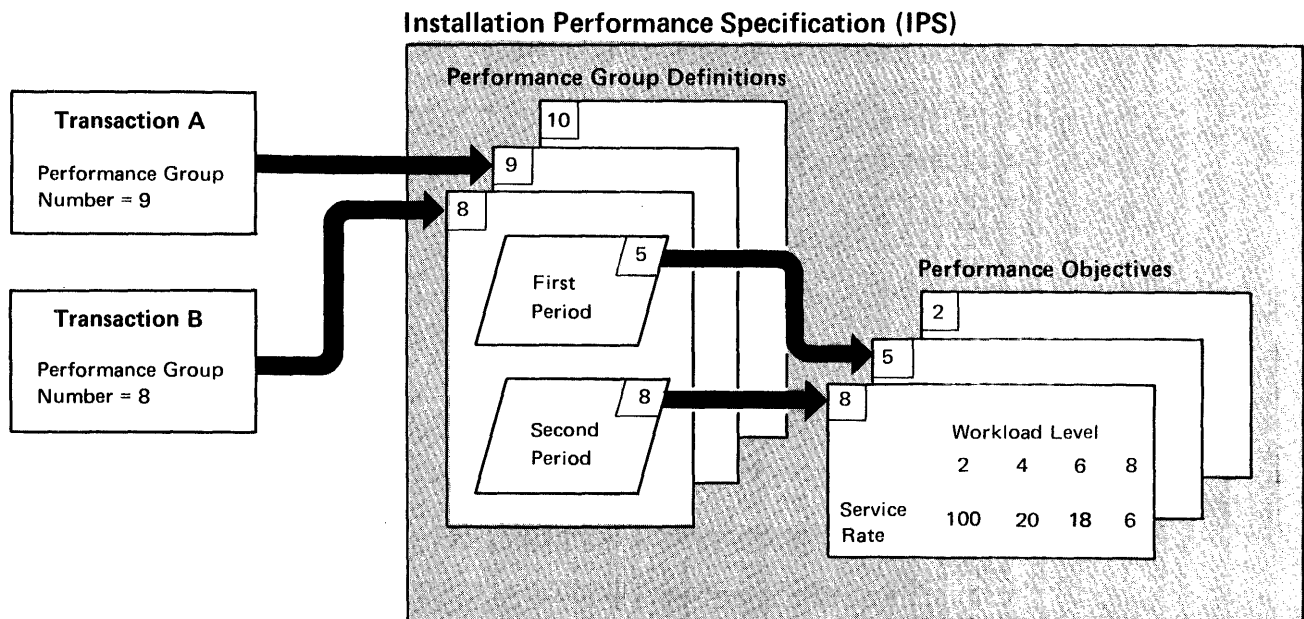 Installation Performance Specification (IPS)
Performance Group Definitions
10
9
8
Transaction A
Performance Group
Number = 9
Transaction B
Performance Group
Number = 8
5
First
Period
8
Second
Period
Performance Objectives
2
5
8
Workload Level
2 4 6 8
Service
Rate
100 20 18 6